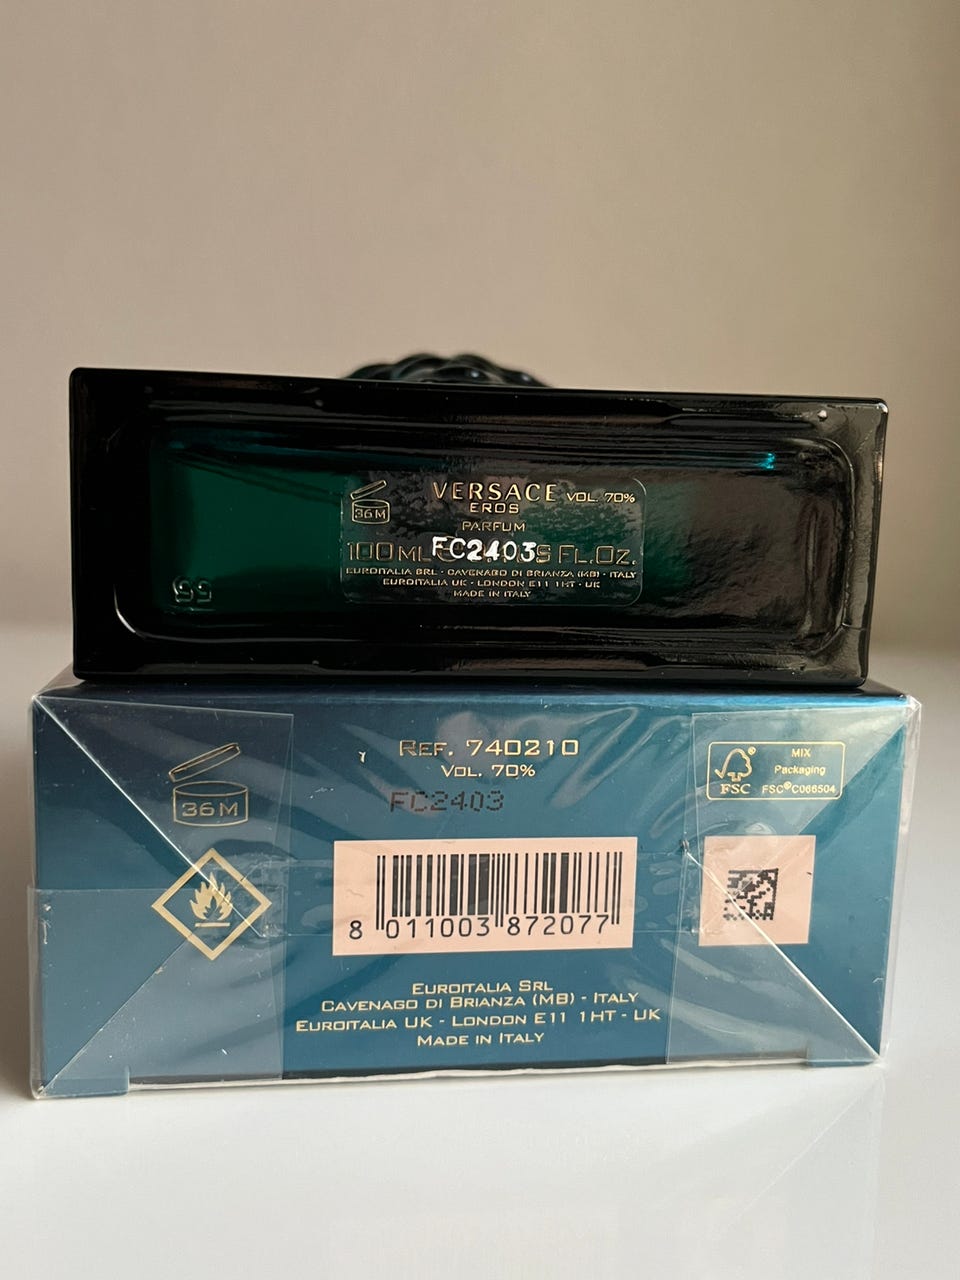 36M
VERSACE VOL. 70%
EROS
PARFUM
100 ML FC2403 FL.OZ.
EUROITALIA SRL - CAVENAGO DI BRIANZA (MB) - ITALY
EUROITALIA UK - LONDON E11 1HT - UK
MADE IN ITALY
55
REF. 740210
VOL. 70%
FC2403
36M
MIX
Packaging
FSC® C066504
FSC
8 011003 872077
EUROITALIA SRL
CAVENAGO DI BRIANZA (MB) - ITALY
EUROITALIA UK - LONDON E11 1HT - UK
MADE IN ITALY